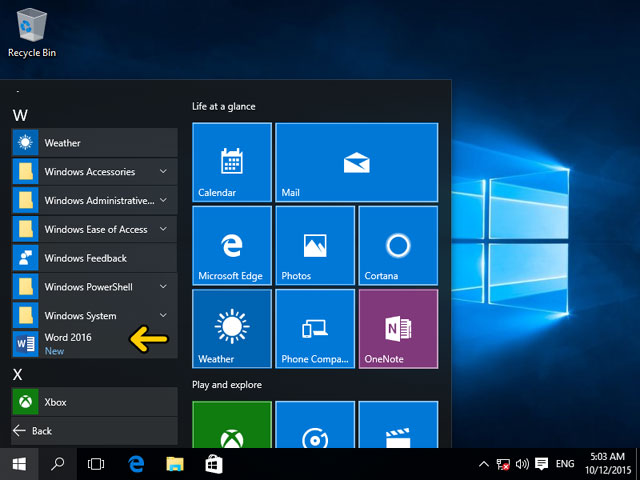 Recycle Bin
W
Weather
Windows Accessories
Windows Administrative...
Windows Ease of Access
Windows Feedback
Windows PowerShell
Windows System
Word 2016
New
X
Xbox
Back
Life at a glance
Calendar
Mail
Microsoft Edge
Photos
Cortana
Weather
Phone Compa...
OneNote
Play and explore
ENG
5:03 AM
10/12/2015